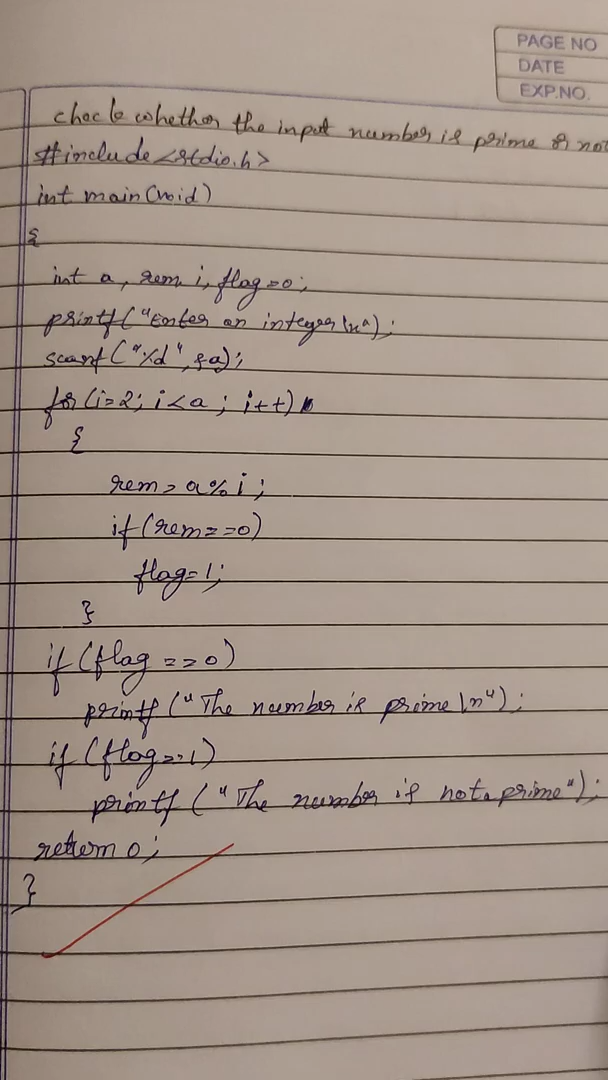 PAGE NO
DATE
EXP.NO.
check whether the input number is prime or not
#include <stdio.h>
int main(void)
{
int a, rem, i, flag=0;
printf("Enter an integer\n");
scanf("%d", &a);
for(i=2; i<a; i++)
{
rem = a%i;
if(rem==0)
flag=1;
}
if(flag==0)
printf("The number is prime\n");
if(flag==1)
printf("The number is not a prime");
return 0;
}